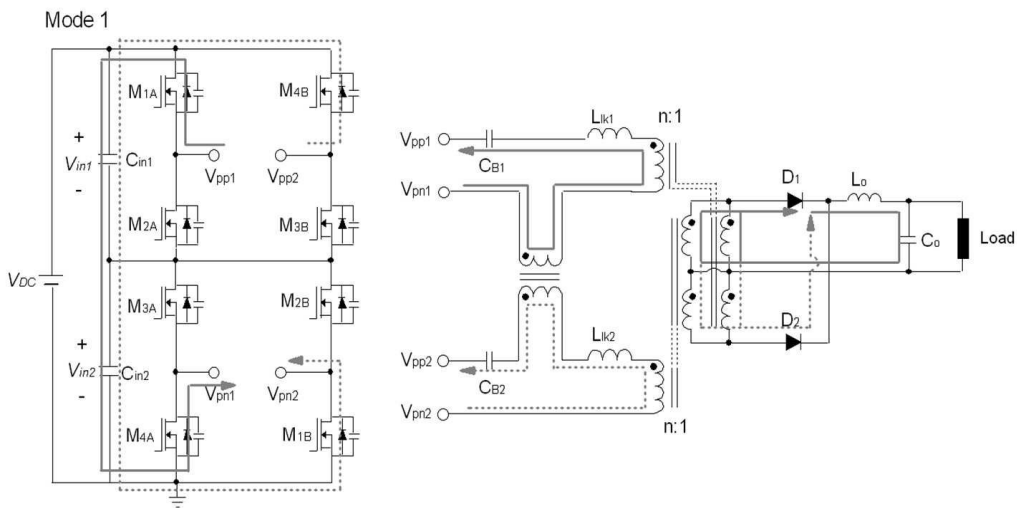 Mode 1
M1A
M4B
+
Vin1
-
Cin1
Vpp1
Vpp2
M2A
M3B
VDC
M3A
M2B
+
Vin2
-
Cin2
Vpn1
Vpn2
M4A
M1B
Vpp1
CB1
Llk1
n:1
Vpn1
D1
Lo
Co
Load
Vpp2
CB2
Llk2
D2
Vpn2
n:1